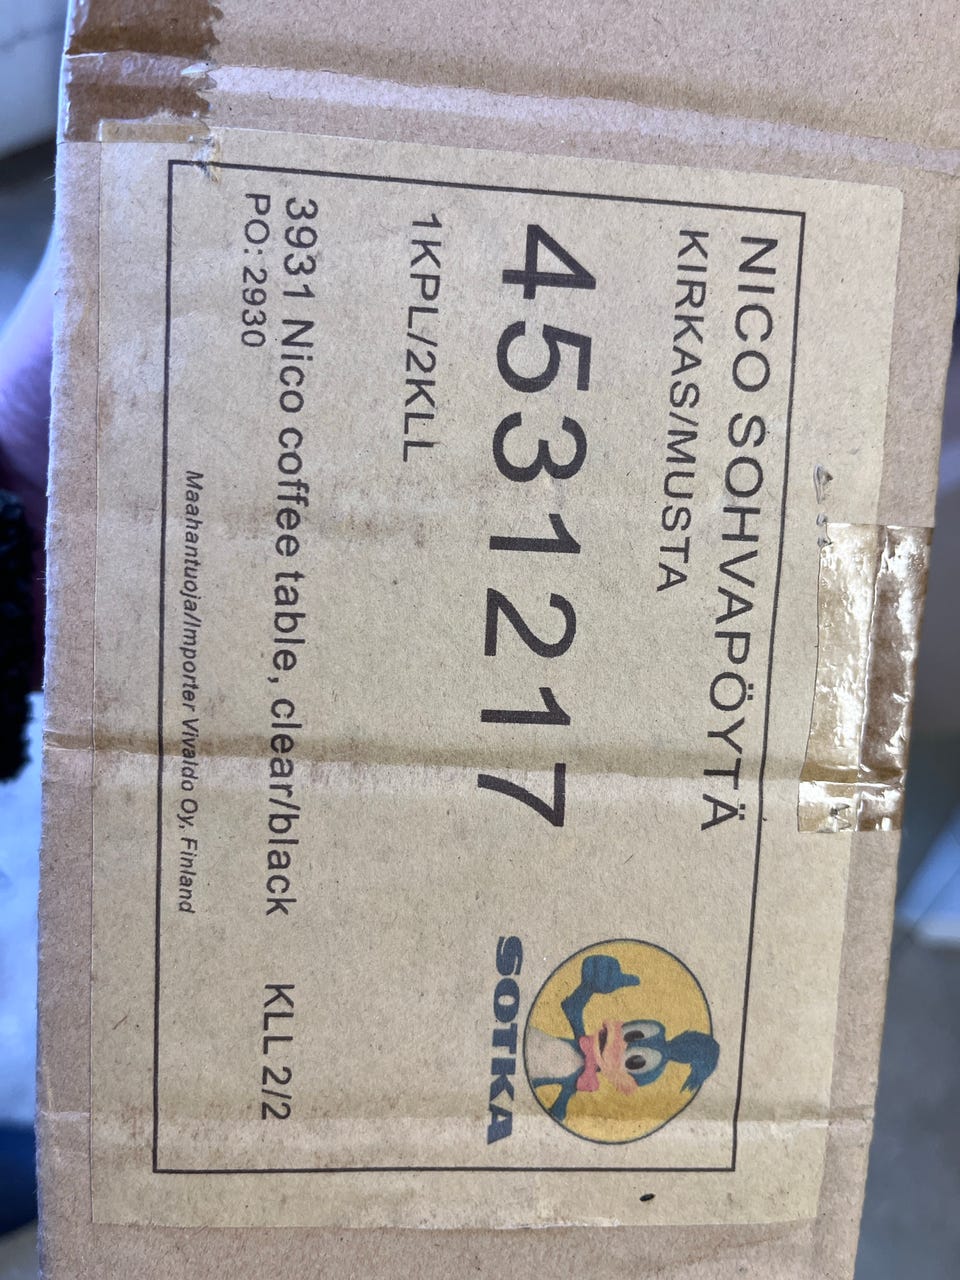 NICO SOHVAPÖYTÄ
KIRKAS/MUSTA
4531217
SOTKA
1KPL/2KLL
3931 Nico coffee table, clear/black KLL 2/2
PO: 2930
Maahantuoja/Importer Vivaldo Oy, Finland